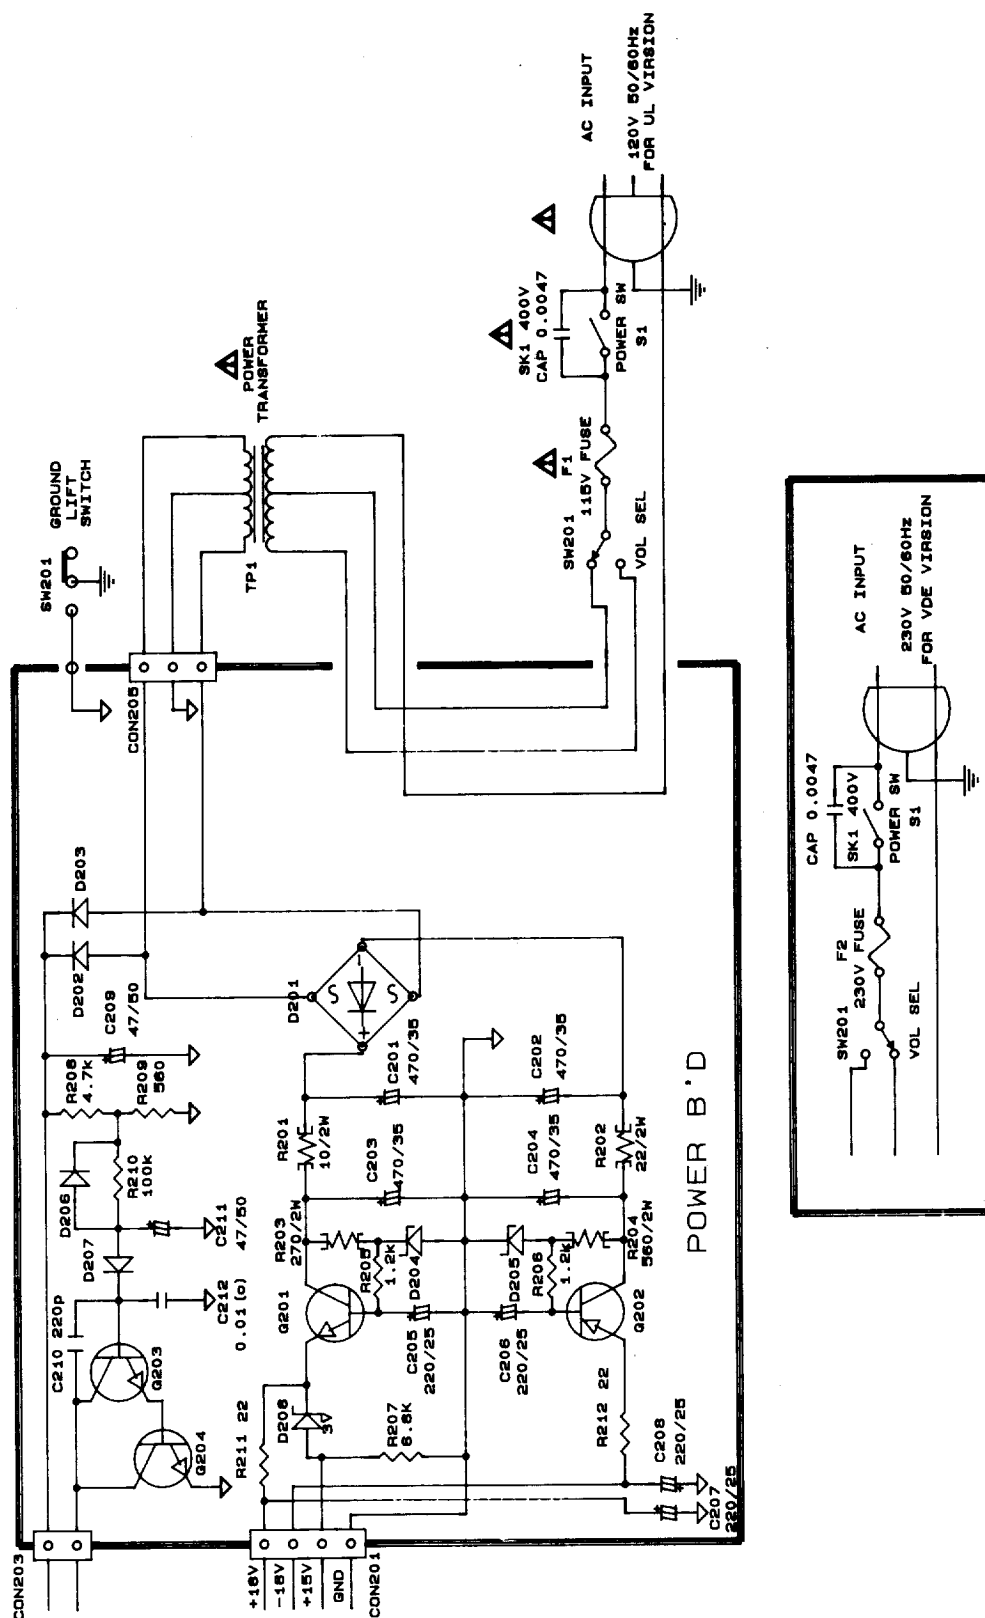 SW201
GROUND
LIFT
SWITCH
CON205
POWER
TRANSFORMER
TP1
AC INPUT
120V 50/60Hz
FOR UL VIRSION
SK1 400V
CAP 0.0047
POWER SW
S1
F1
115V FUSE
SW201
VOL SEL
CON203
C210 220p
Q203
Q204
D207
D206
R210
100k
C211
47/50
C212
0.01(o)
R208
4.7k
R209
560
C209
47/50
D202
D203
D201
S
S
+
-
R201
10/2W
C201
470/35
C202
470/35
C203
470/35
C204
470/35
R202
22/2W
R203
270/2W
R205
1.2k
D204
D205
R206
1.2k
R204
560/2W
Q201
Q202
C205
220/25
C206
220/25
R211 22
D208
3V
R207
6.8K
R212 22
C208
220/25
C207
220/25
+18V
-15V
+15V
GND
CON201
POWER B'D
CAP 0.0047
SK1 400V
POWER SW
S1
SW201
F2
230V FUSE
VOL SEL
AC INPUT
230V 50/60Hz
FOR VDE VIRSION